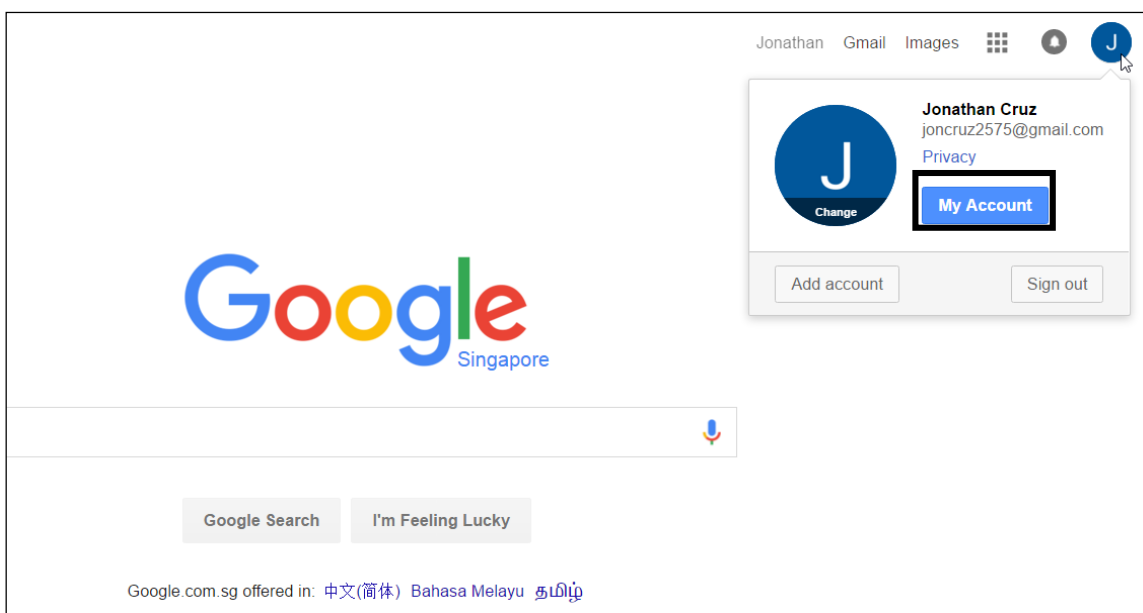 Jonathan Gmail Images
J
Jonathan Cruz
joncruz2575@gmail.com
Privacy
J
Change
My Account
Add account Sign out
Google
Singapore
Google Search I'm Feeling Lucky
Google.com.sg offered in: 中文(简体) Bahasa Melayu தமிழ்